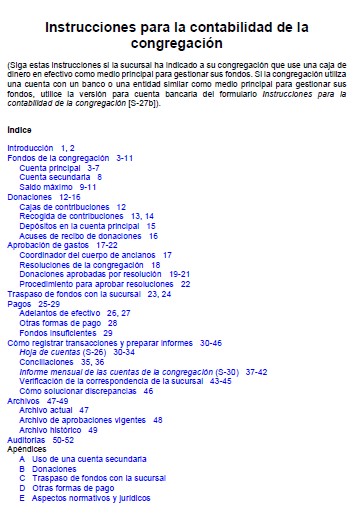 Instrucciones para la contabilidad de la
congregación
(Siga estas instrucciones si la sucursal ha indicado a su congregación que use una caja de
dinero en efectivo como medio principal para gestionar sus fondos. Si la congregación utiliza
una cuenta con un banco o una entidad similar como medio principal para gestionar sus
fondos, utilice la versión para cuenta bancaria del formulario Instrucciones para la
contabilidad de la congregación [S-27b]).
Índice
Introducción 1, 2
Fondos de la congregación 3-11
Cuenta principal 3-7
Cuenta secundaria 8
Saldo máximo 9-11
Donaciones 12-16
Cajas de contribuciones 12
Recogida de contribuciones 13, 14
Depósitos en la cuenta principal 15
Acuses de recibo de donaciones 16
Aprobación de gastos 17-22
Coordinador del cuerpo de ancianos 17
Resoluciones de la congregación 18
Donaciones aprobadas por resolución 19-21
Procedimiento para aprobar resoluciones 22
Traspaso de fondos con la sucursal 23, 24
Pagos 25-29
Adelantos de efectivo 26, 27
Otras formas de pago 28
Fondos insuficientes 29
Cómo registrar transacciones y preparar informes 30-46
Hoja de cuentas (S-26) 30-34
Conciliaciones 35, 36
Informe mensual de las cuentas de la congregación (S-30) 37-42
Verificación de la correspondencia de la sucursal 43-45
Cómo solucionar discrepancias 46
Archivos 47-49
Archivo actual 47
Archivo de aprobaciones vigentes 48
Archivo histórico 49
Auditorías 50-52
Apéndices
A Uso de una cuenta secundaria
B Donaciones
C Traspaso de fondos con la sucursal
D Otras formas de pago
E Aspectos normativos y jurídicos